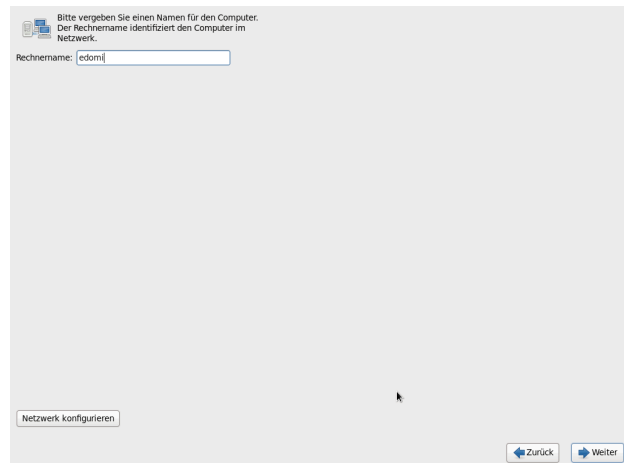 Bitte vergeben Sie einen Namen für den Computer.
Der Rechnername identifiziert den Computer im
Netzwerk.
Rechnername: edomi
Netzwerk konfigurieren
Zurück
Weiter